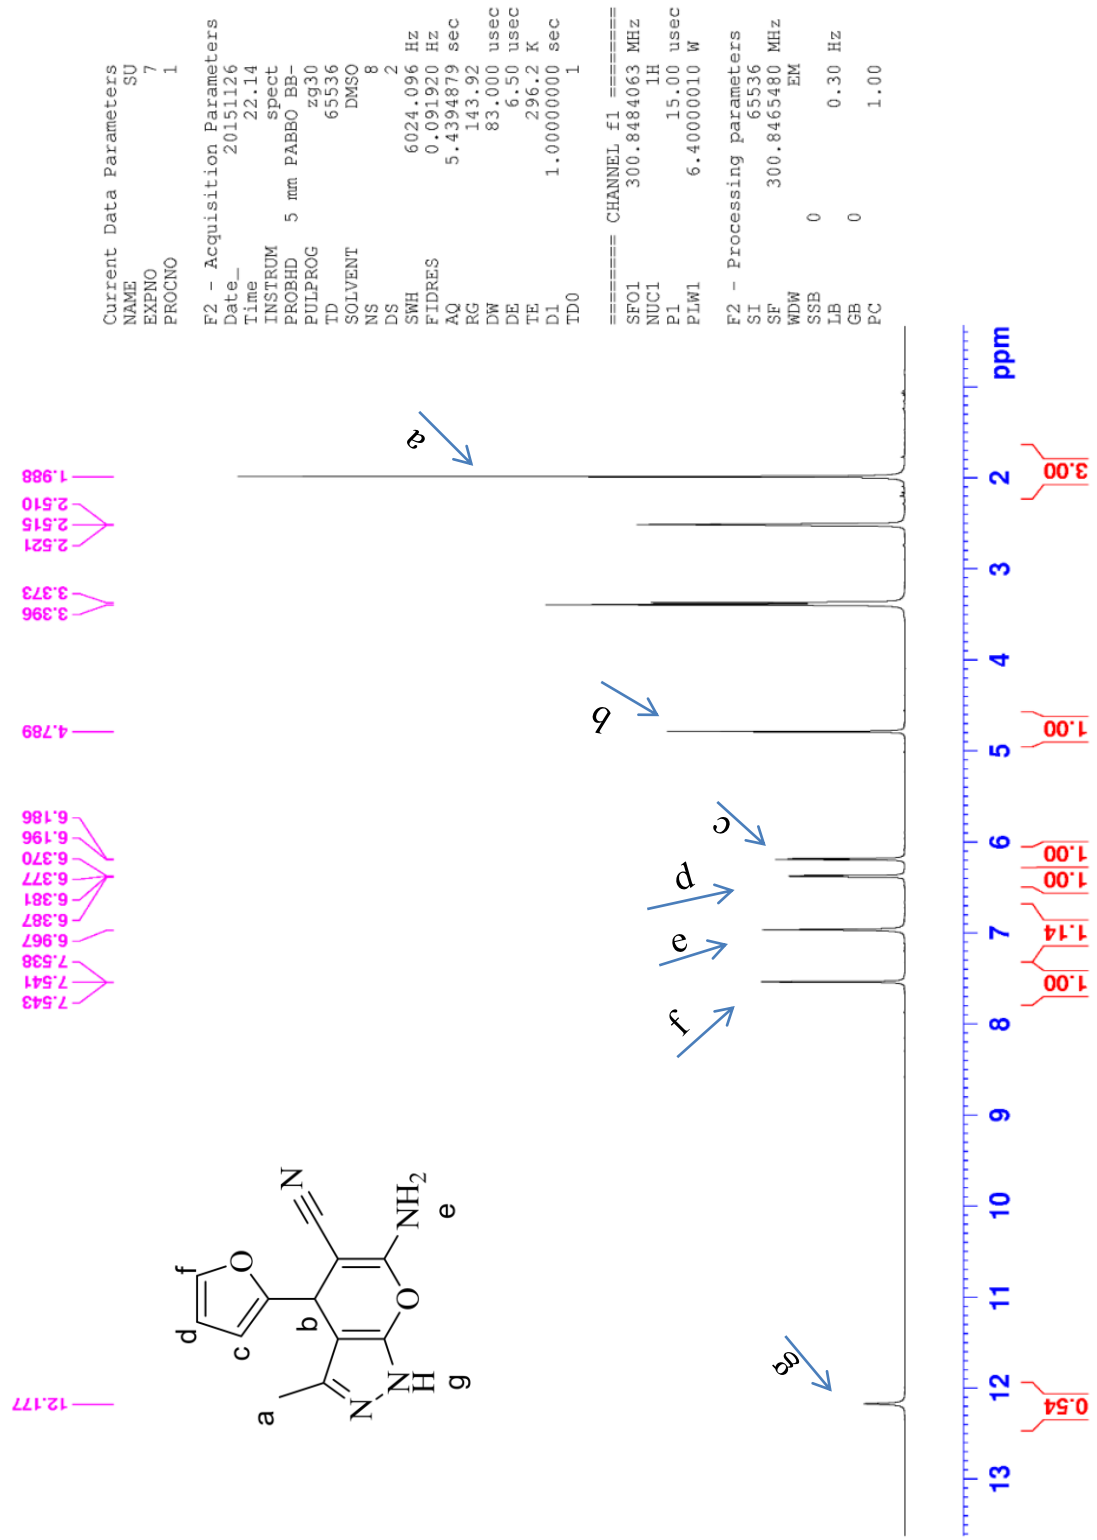 Current Data Parameters
NAME SU
EXPNO 7
PROCNO 1
F2 - Acquisition Parameters
Date_ 20151126
Time 22.14
INSTRUM spect
PROBHD 5 mm PABBO BB-
PULPROG zg30
TD 65536
SOLVENT DMSO
NS 8
DS 2
SWH 6024.096 Hz
FIDRES 0.091920 Hz
AQ 5.4394879 sec
RG 143.92
DW 83.000 usec
DE 6.50 usec
TE 296.2 K
D1 1.00000000 sec
TD0 1
======== CHANNEL f1 ========
SFO1 300.8484063 MHz
NUC1 1H
P1 15.00 usec
PLW1 6.40000010 W
F2 - Processing parameters
SI 65536
SF 300.8465480 MHz
WDW EM
SSB 0
LB 0.30 Hz
GB 0
PC 1.00
12.177
7.543
7.541
7.538
6.967
6.387
6.381
6.377
6.370
6.196
6.186
4.789
3.396
3.373
2.521
2.515
2.510
1.988
f
d
c
O
N
b
a
N
N
H
g
O
NH2
e
g
f
e
d
c
b
a
13 12 11 10 9 8 7 6 5 4 3 2 ppm
0.54
1.00
1.14
1.00
1.00
1.00
3.00